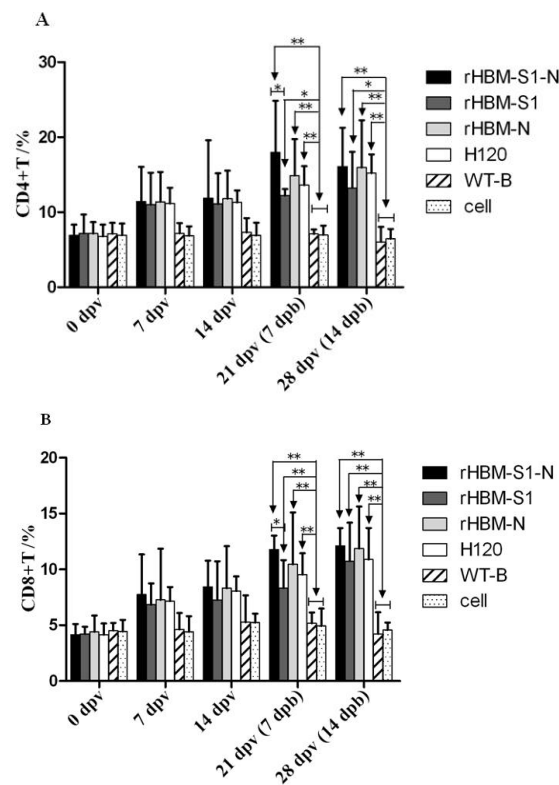 A
CD4+T /%
30
20
10
0
0 dpv
7 dpv
14 dpv
21 dpv (7 dpb)
28 dpv (14 dpb)
**
*
*
**
**
**
*
**
**
rHBM-S1-N
rHBM-S1
rHBM-N
H120
WT-B
cell
B
CD8+T /%
20
15
10
5
0
0 dpv
7 dpv
14 dpv
21 dpv (7 dpb)
28 dpv (14 dpb)
**
**
**
*
**
**
**
**
**
rHBM-S1-N
rHBM-S1
rHBM-N
H120
WT-B
cell